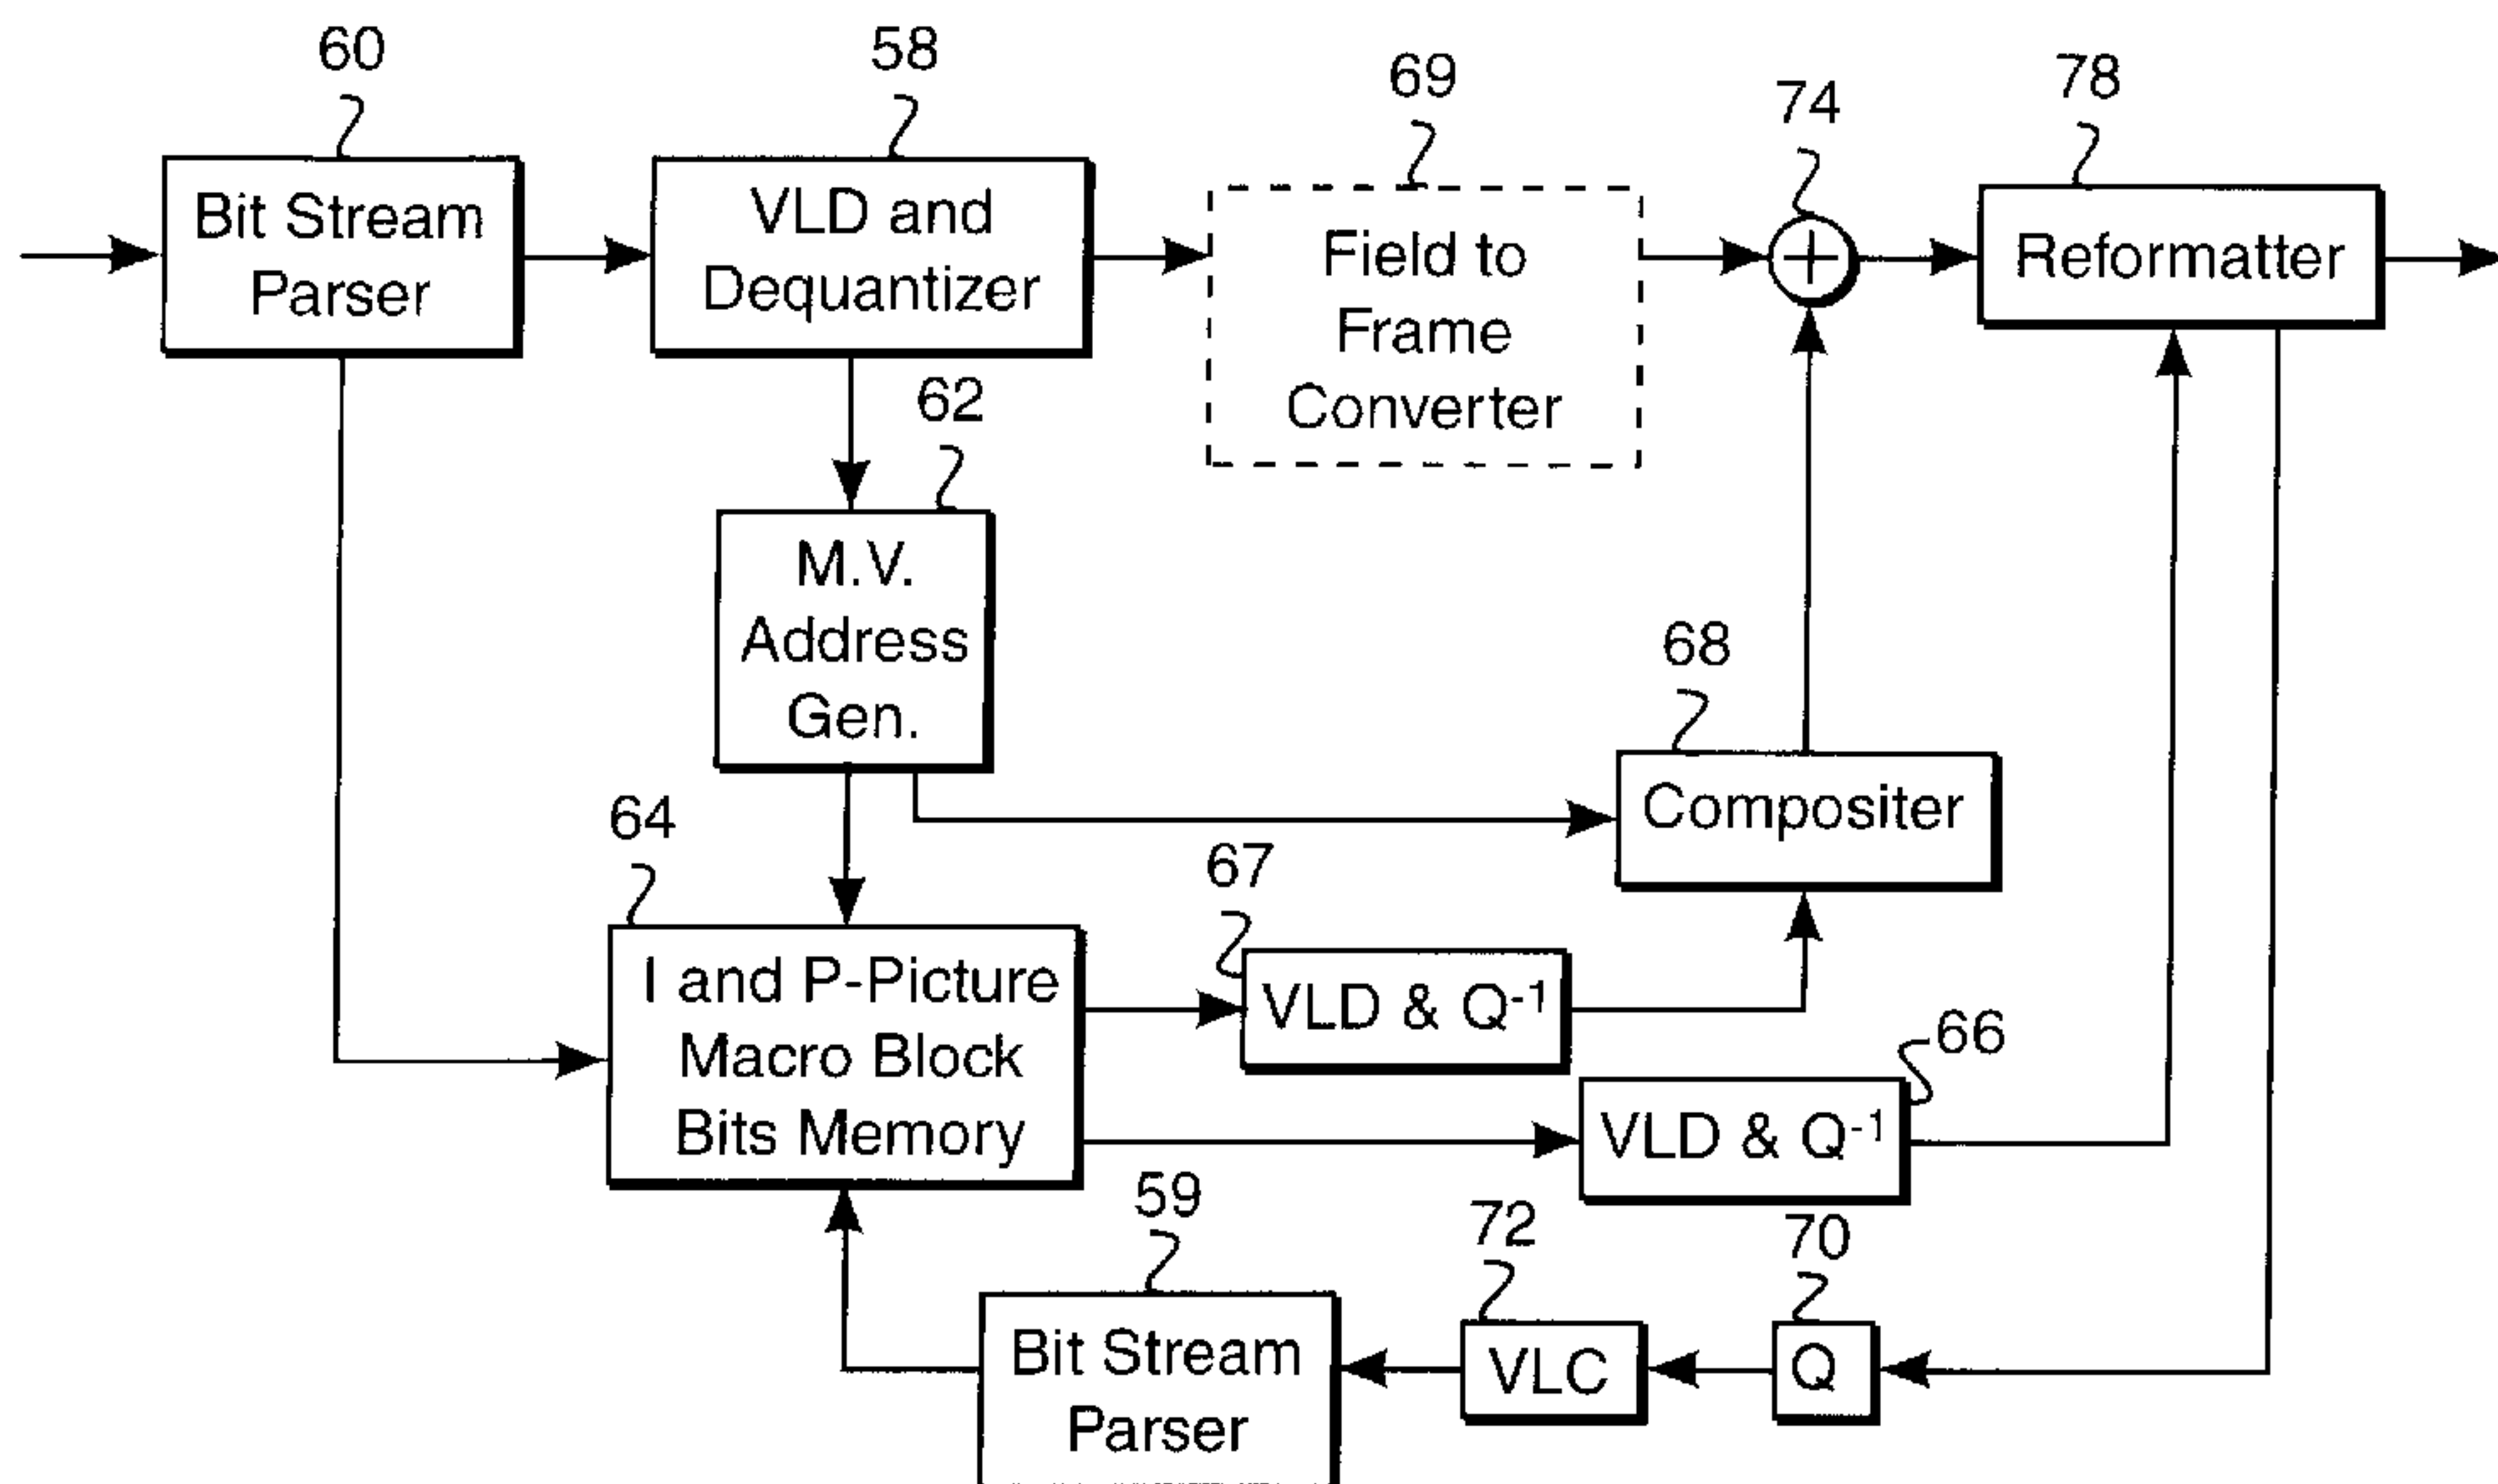 60
58
69
74
78
Bit Stream
Parser
VLD and
Dequantizer
Field to
Frame
Converter
Reformatter
62
M.V.
Address
Gen.
68
Compositer
64
67
I and P-Picture
Macro Block
Bits Memory
VLD & Q-1
66
VLD & Q-1
59
72
70
Bit Stream
Parser
VLC
Q